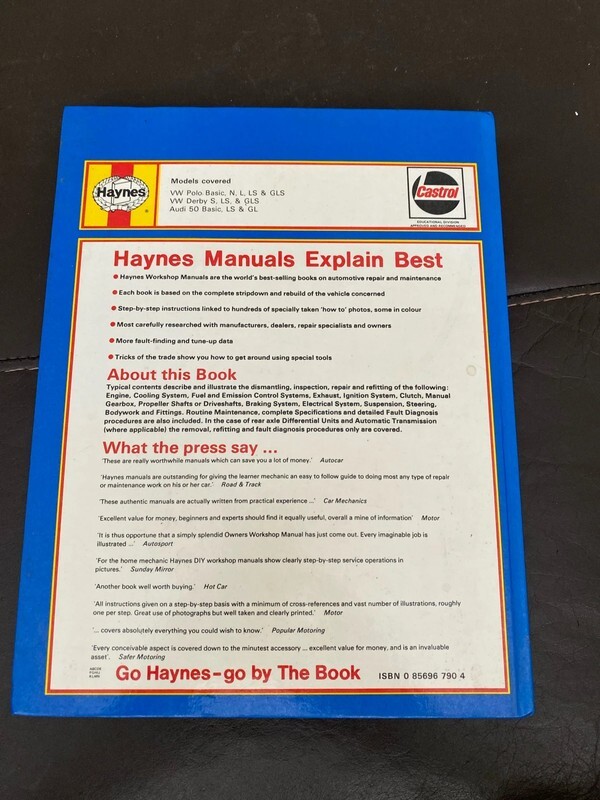 Haynes
®
Models covered
VW Polo Basic, N, L, LS & GLS
VW Derby S, LS, & GLS
Audi 50 Basic, LS & GL
Castrol
EDUCATIONAL DIVISION
APPROVED AND RECOMMENDED
Haynes Manuals Explain Best
● Haynes Workshop Manuals are the world's best-selling books on automotive repair and maintenance
● Each book is based on the complete stripdown and rebuild of the vehicle concerned
● Step-by-step instructions linked to hundreds of specially taken 'how to' photos, some in colour
● Most carefully researched with manufacturers, dealers, repair specialists and owners
● More fault-finding and tune-up data
● Tricks of the trade show you how to get around using special tools
About this Book
Typical contents describe and illustrate the dismantling, inspection, repair and refitting of the following:
Engine, Cooling System, Fuel and Emission Control Systems, Exhaust, Ignition System, Clutch, Manual
Gearbox, Propeller Shafts or Driveshafts, Braking System, Electrical System, Suspension, Steering,
Bodywork and Fittings. Routine Maintenance, complete Specifications and detailed Fault Diagnosis
procedures are also included. In the case of rear axle Differential Units and Automatic Transmission
(where applicable) the removal, refitting and fault diagnosis procedures only are covered.
What the press say ...
'These are really worthwhile manuals which can save you a lot of money.' Autocar
'Haynes manuals are outstanding for giving the learner mechanic an easy to follow guide to doing most any type of repair
or maintenance work on his or her car.' Road & Track
'These authentic manuals are actually written from practical experience ...' Car Mechanics
'Excellent value for money, beginners and experts should find it equally useful, overall a mine of information' Motor
'It is thus opportune that a simply splendid Owners Workshop Manual has just come out. Every imaginable job is
illustrated ...' Autosport
'For the home mechanic Haynes DIY workshop manuals show clearly step-by-step service operations in
pictures.' Sunday Mirror
'Another book well worth buying.' Hot Car
'All instructions given on a step-by-step basis with a minimum of cross-references and vast number of illustrations, roughly
one per step. Great use of photographs but well taken and clearly printed.' Motor
'... covers absolutely everything you could wish to know.' Popular Motoring
'Every conceivable aspect is covered down to the minutest accessory ... excellent value for money, and is an invaluable
asset'. Safer Motoring
Go Haynes-go by The Book
ISBN 0 85696 790 4